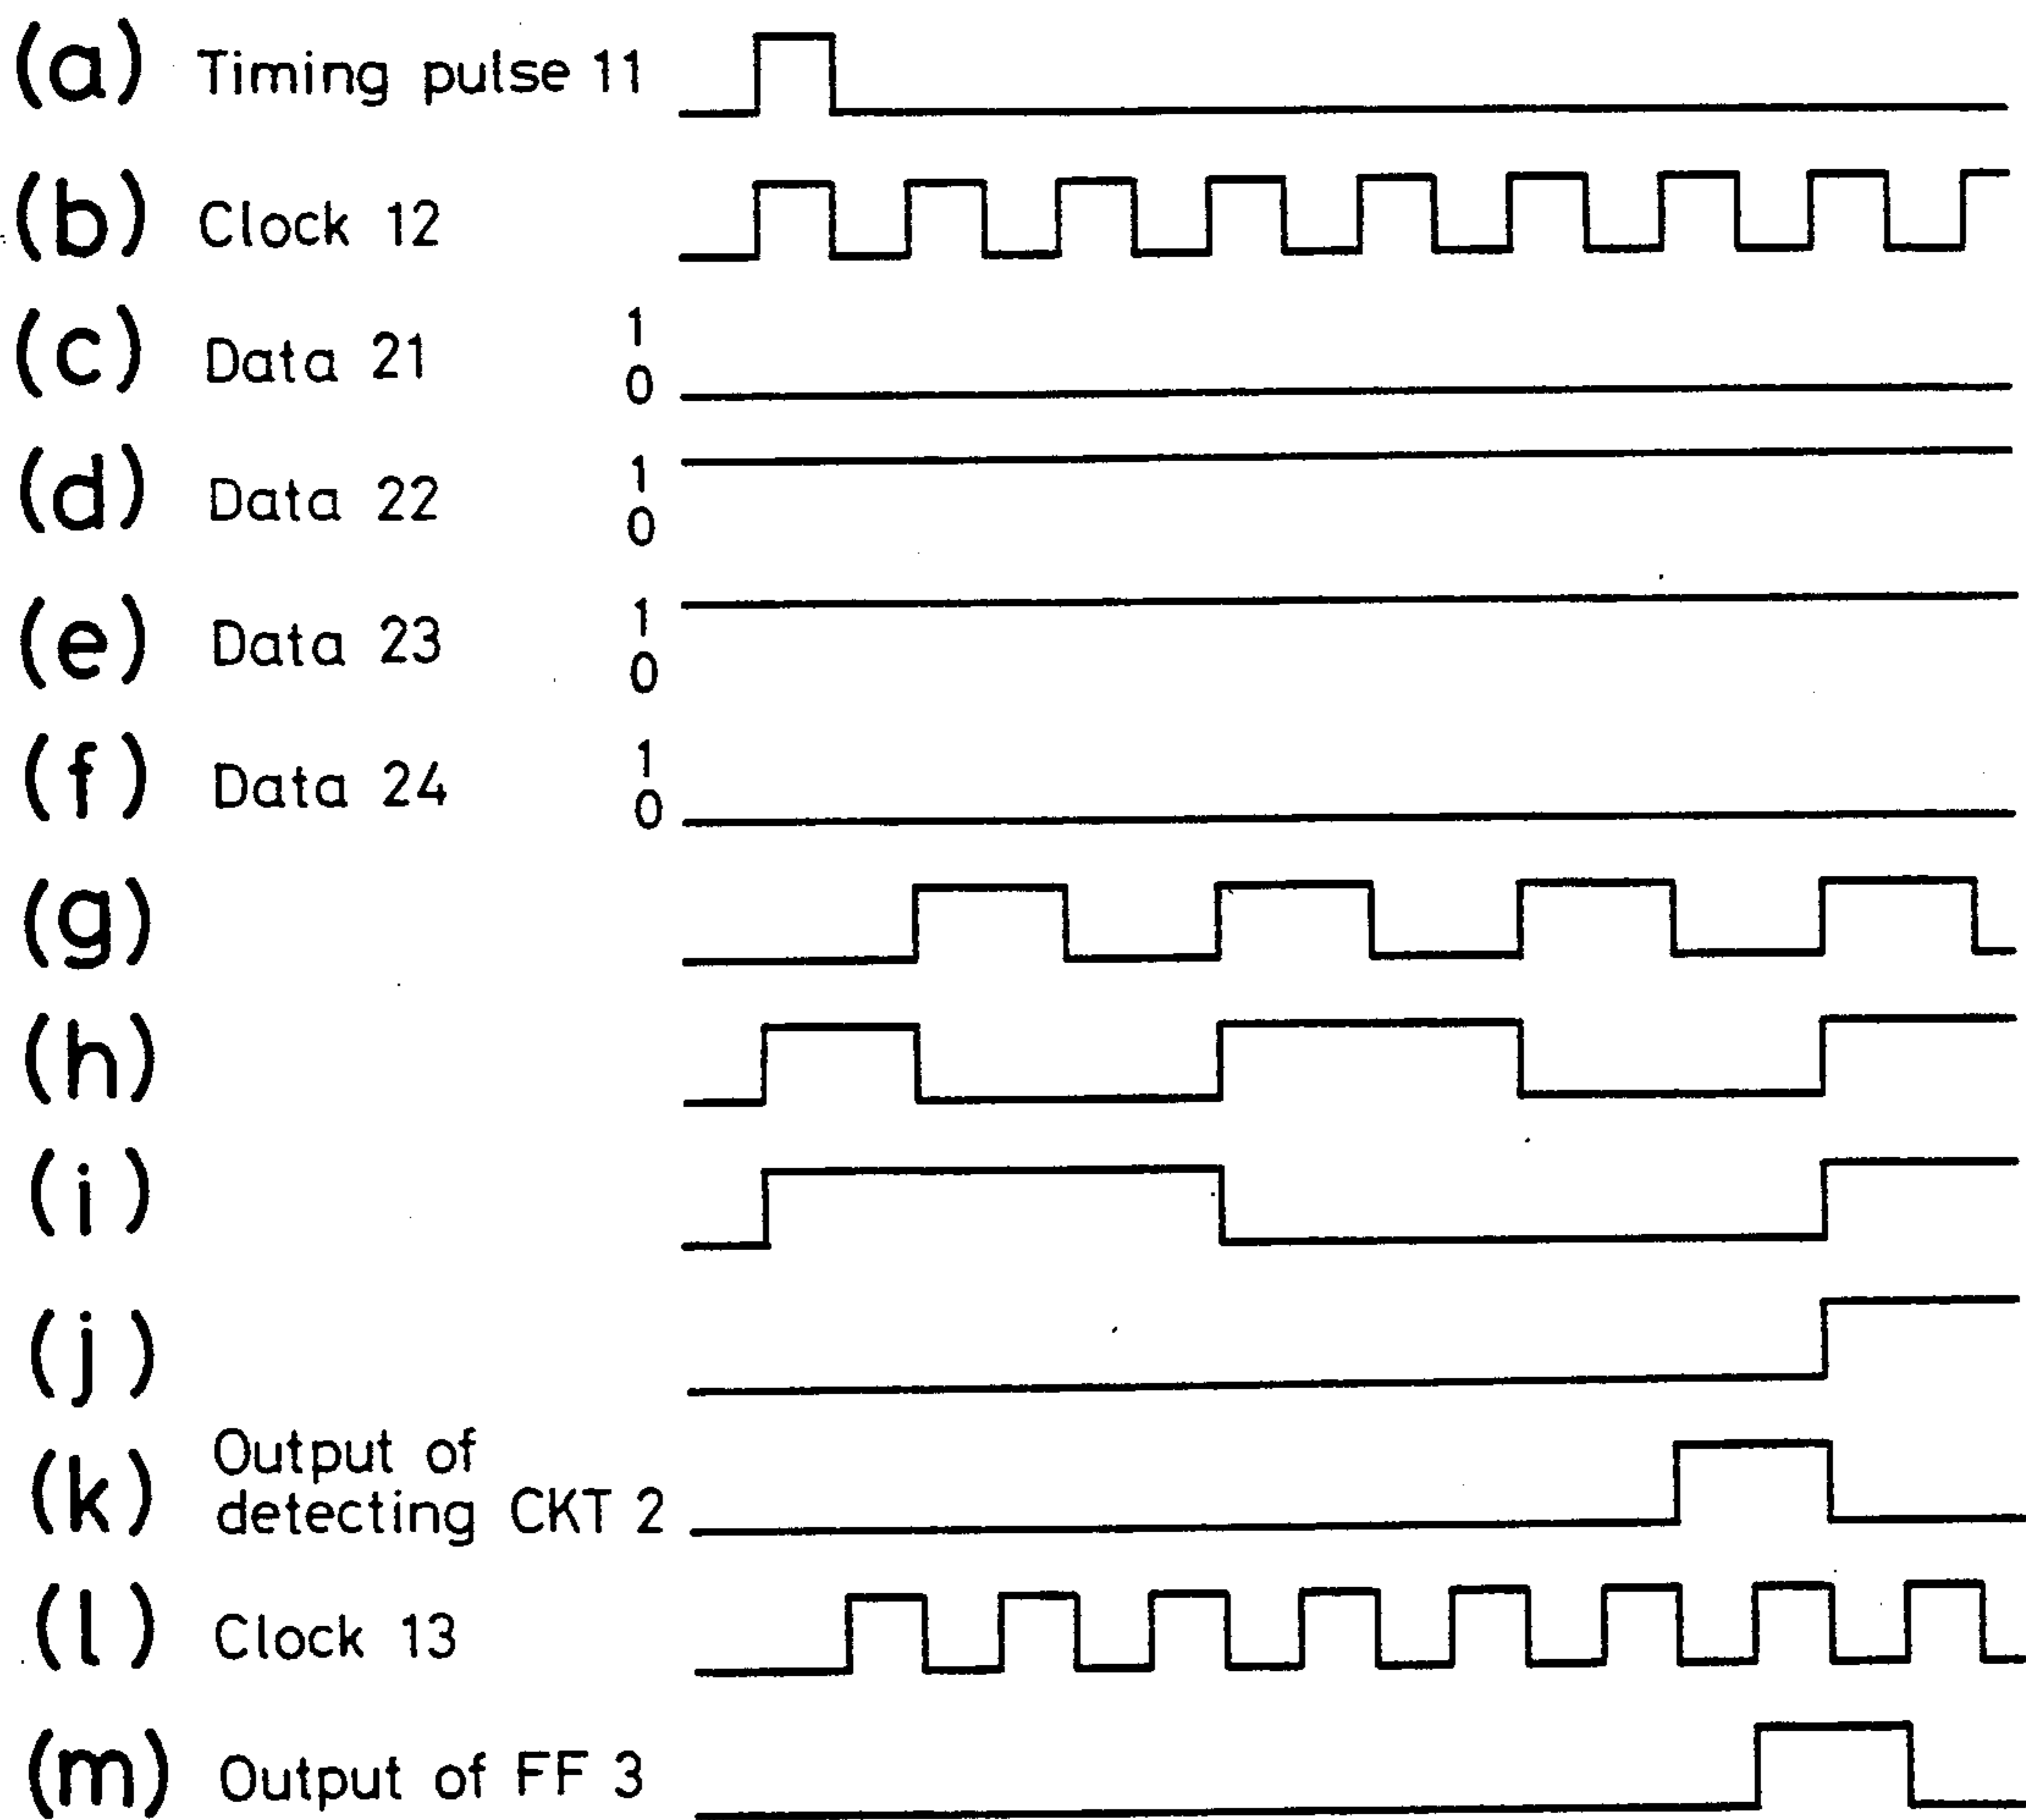 (a) Timing pulse 11
(b) Clock 12
(c) Data 21 1
0
(d) Data 22 1
0
(e) Data 23 1
0
(f) Data 24 1
0
(g)
(h)
(i)
(j)
(k) Output of
detecting CKT 2
(l) Clock 13
(m) Output of FF 3